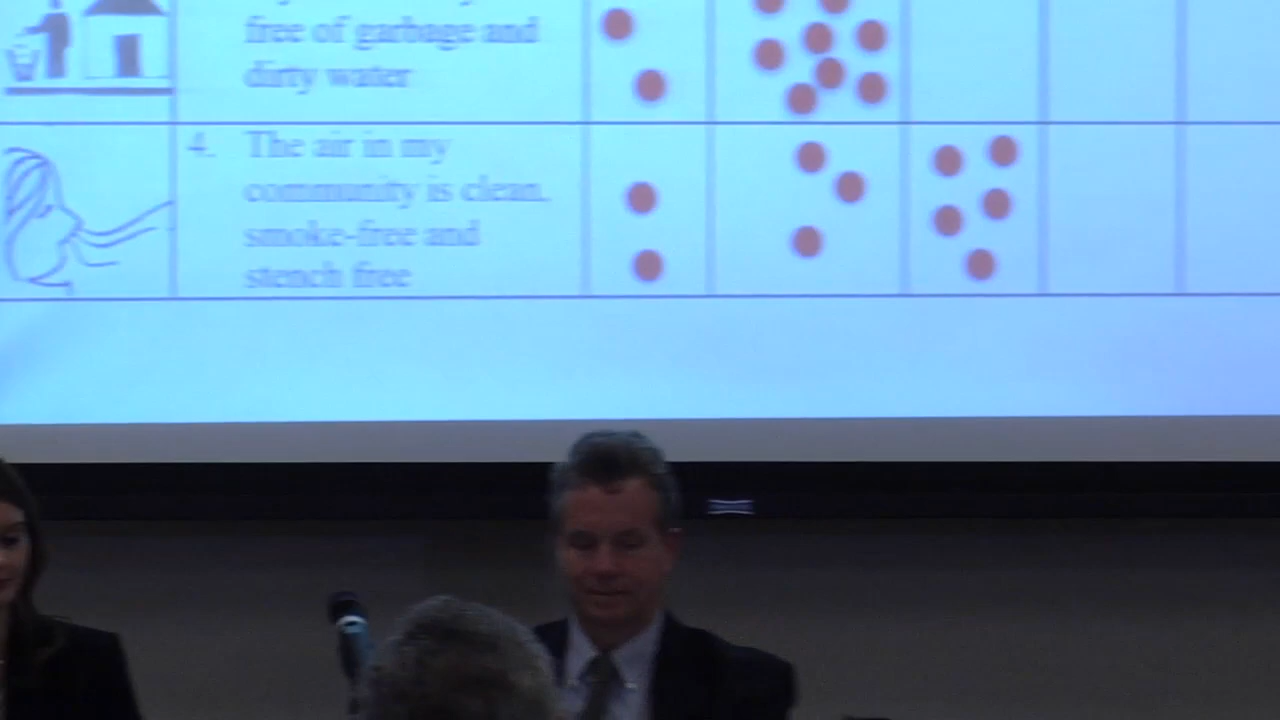 free of garbage and
dirty water
4. The air in my
community is clean.
smoke-free and
stench free